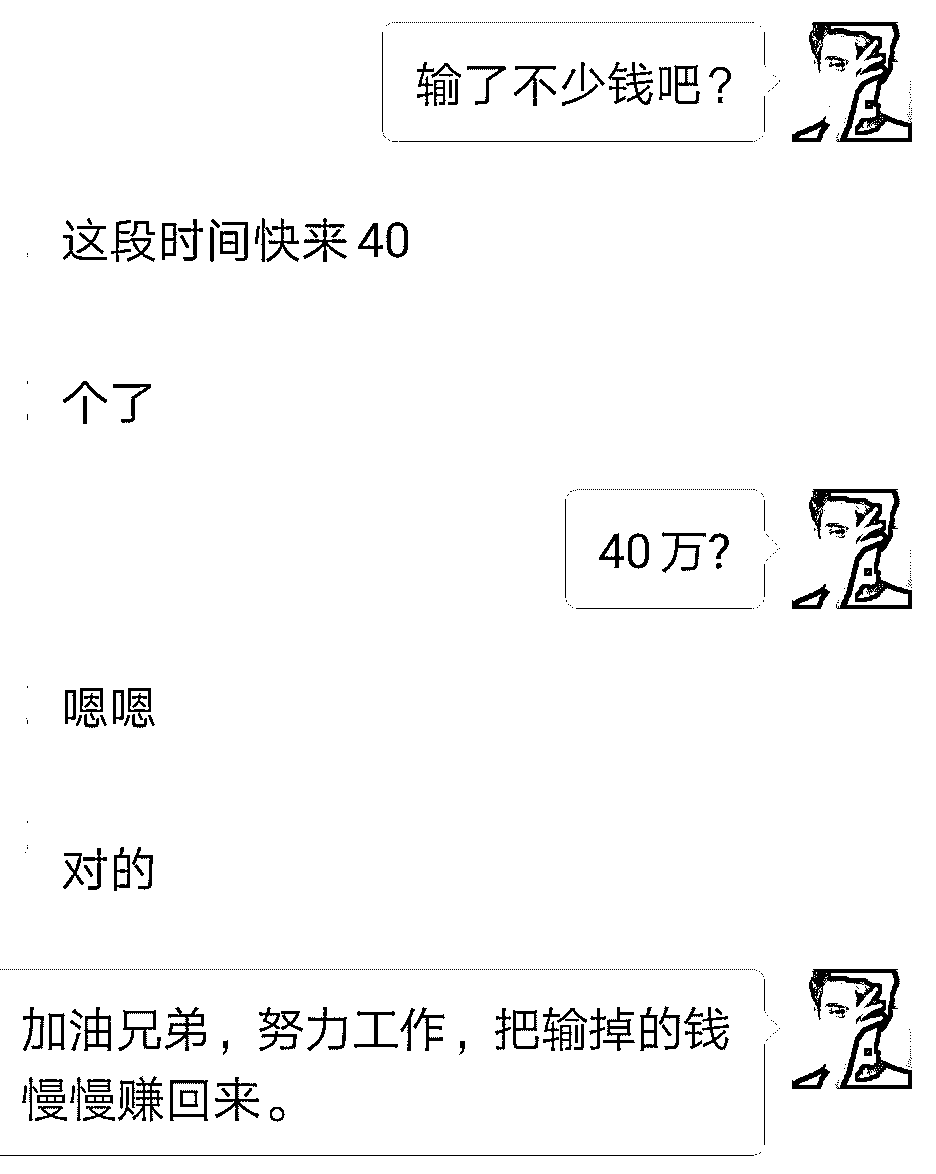 输了不少钱吧?
这段时间快来 40
个了
40 万?
嗯嗯
对的
加油兄弟,努力工作,把输掉的钱
慢慢赚回来。